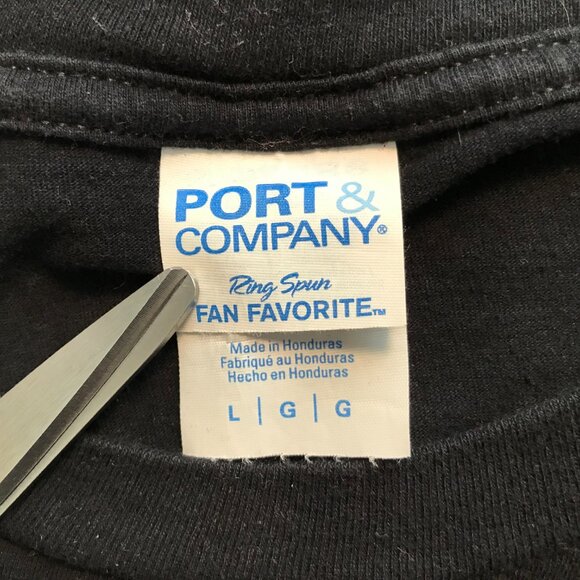 PORT &
COMPANY®
Ring Spun
FAN FAVORITE™
Made in Honduras
Fabriqué au Honduras
Hecho en Honduras
L | G | G